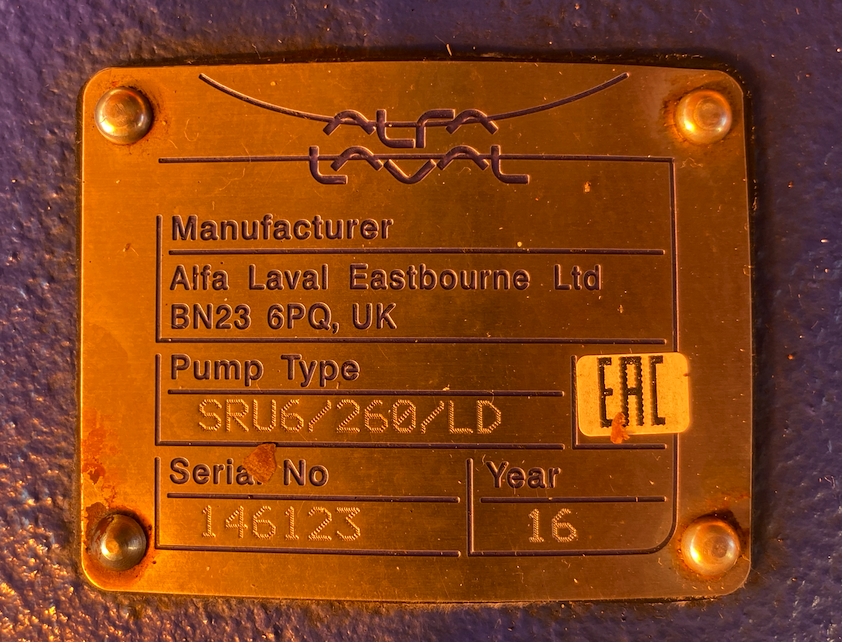 ALFA
LAVAL
Manufacturer
Alfa Laval Eastbourne Ltd
BN23 6PQ, UK
Pump Type
SRU6/260/LD
EAC
Serial No
146123
Year
16